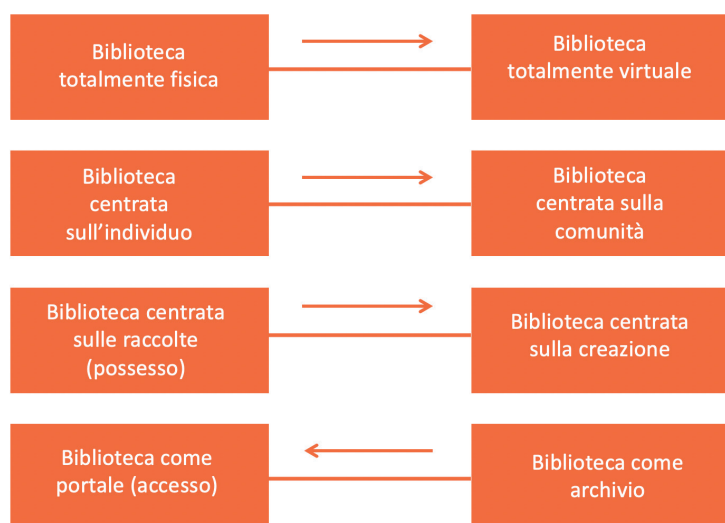 Biblioteca
totalmente fisica
Biblioteca
totalmente virtuale
Biblioteca
centrata
sull’individuo
Biblioteca
centrata sulla
comunità
Biblioteca centrata
sulle raccolte
(possesso)
Biblioteca centrata
sulla creazione
Biblioteca come
portale (accesso)
Biblioteca come
archivio